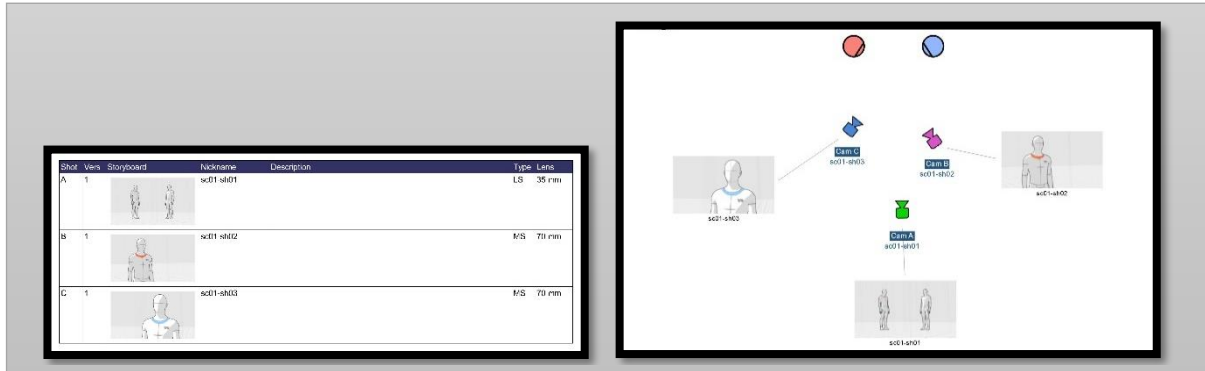 Shot Vers Storyboard Nickname Description Type Lens
A 1 sc01-sh01 LS 35 mm
B 1 sc01-sh02 MS 70 mm
C 1 sc01-sh03 MS 70 mm
Cam C
sc01-sh03
Cam B
sc01-sh02
sc01-sh02
sc01-sh03
Cam A
sc01-sh01
sc01-sh01